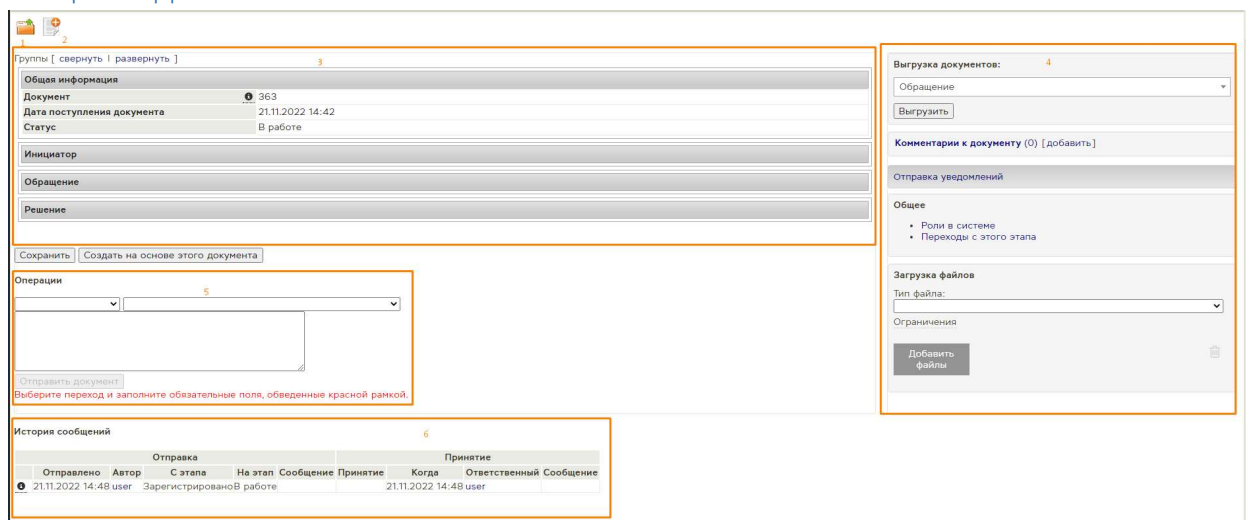 1
2
Группы [ свернуть | развернуть ]
3
Общая информация
Документ 363
Дата поступления документа 21.11.2022 14:42
Статус В работе
Инициатор
Обращение
Решение
Сохранить Создать на основе этого документа
4
Выгрузка документов:
Обращение
Выгрузить
Комментарии к документу (0) [добавить]
Отправка уведомлений
Общее
• Роли в системе
• Переходы с этого этапа
Загрузка файлов
Тип файла:
Ограничения
Добавить
файлы
Операции
5
Отправить документ
Выберите переход и заполните обязательные поля, обведенные красной рамкой.
История сообщений
6
Отправка Принятие
Отправлено Автор С этапа На этап Сообщение Принятие Когда Ответственный Сообщение
21.11.2022 14:48 user Зарегистрировано В работе 21.11.2022 14:48 user